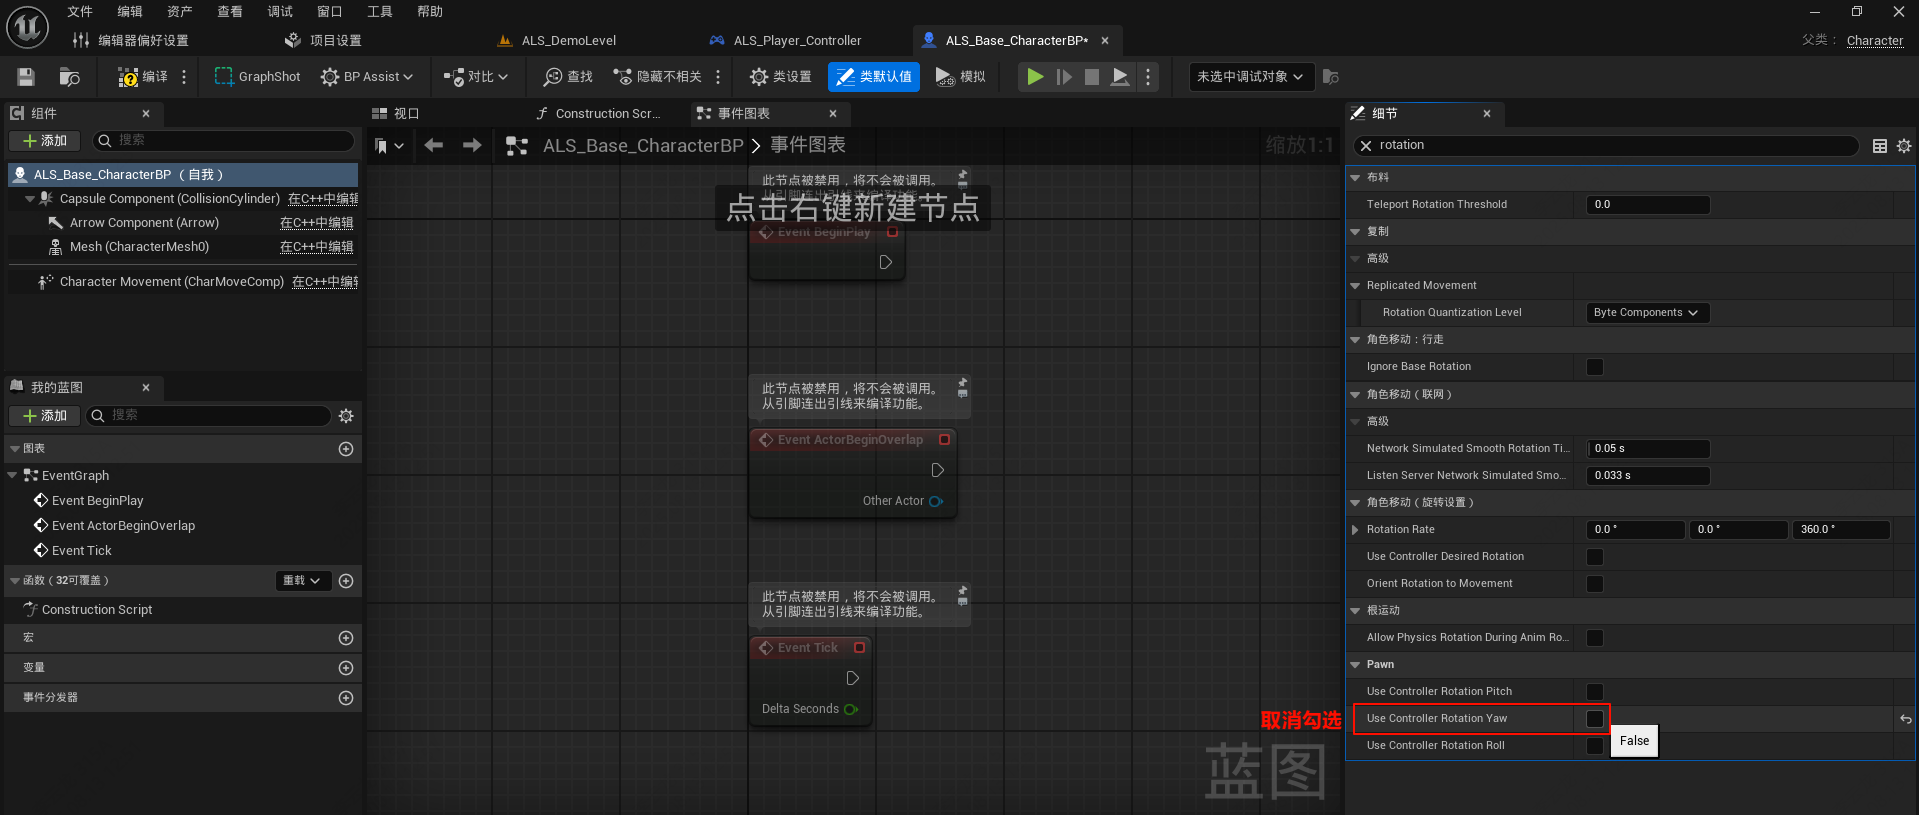 文件 编辑 资产 查看 调试 窗口 工具 帮助
编辑器偏好设置 项目设置 ALS_DemoLevel ALS_Player_Controller ALS_Base_CharacterBP* 父类： Character
编译 GraphShot BP Assist 对比 查找 隐藏不相关 类设置 类默认值 模拟 未选中调试对象
组件
添加 搜索
ALS_Base_CharacterBP （自我）
Capsule Component (CollisionCylinder) 在C++中编辑
Arrow Component (Arrow) 在C++中编辑
Mesh (CharacterMesh0) 在C++中编辑
Character Movement (CharMoveComp) 在C++中编辑
我的蓝图
添加 搜索
图表
EventGraph
Event BeginPlay
Event ActorBeginOverlap
Event Tick
函数（32可覆盖） 重载
Construction Script
宏
变量
事件分发器
视口 Construction Scr... 事件图表
ALS_Base_CharacterBP 事件图表 缩放1:1
此节点被禁用，将不会被调用。
从引脚连出引线来编译功能。
点击右键新建节点
Event BeginPlay
此节点被禁用，将不会被调用。
从引脚连出引线来编译功能。
Event ActorBeginOverlap
Other Actor
此节点被禁用，将不会被调用。
从引脚连出引线来编译功能。
Event Tick
Delta Seconds
取消勾选
蓝图
细节
rotation
布料
Teleport Rotation Threshold 0.0
复制
高级
Replicated Movement
Rotation Quantization Level Byte Components
角色移动：行走
Ignore Base Rotation
角色移动（联网）
高级
Network Simulated Smooth Rotation Ti... 0.05 s
Listen Server Network Simulated Smo... 0.033 s
角色移动（旋转设置）
Rotation Rate 0.0 ° 0.0 ° 360.0 °
Use Controller Desired Rotation
Orient Rotation to Movement
根运动
Allow Physics Rotation During Anim Ro...
Pawn
Use Controller Rotation Pitch
Use Controller Rotation Yaw
False
Use Controller Rotation Roll